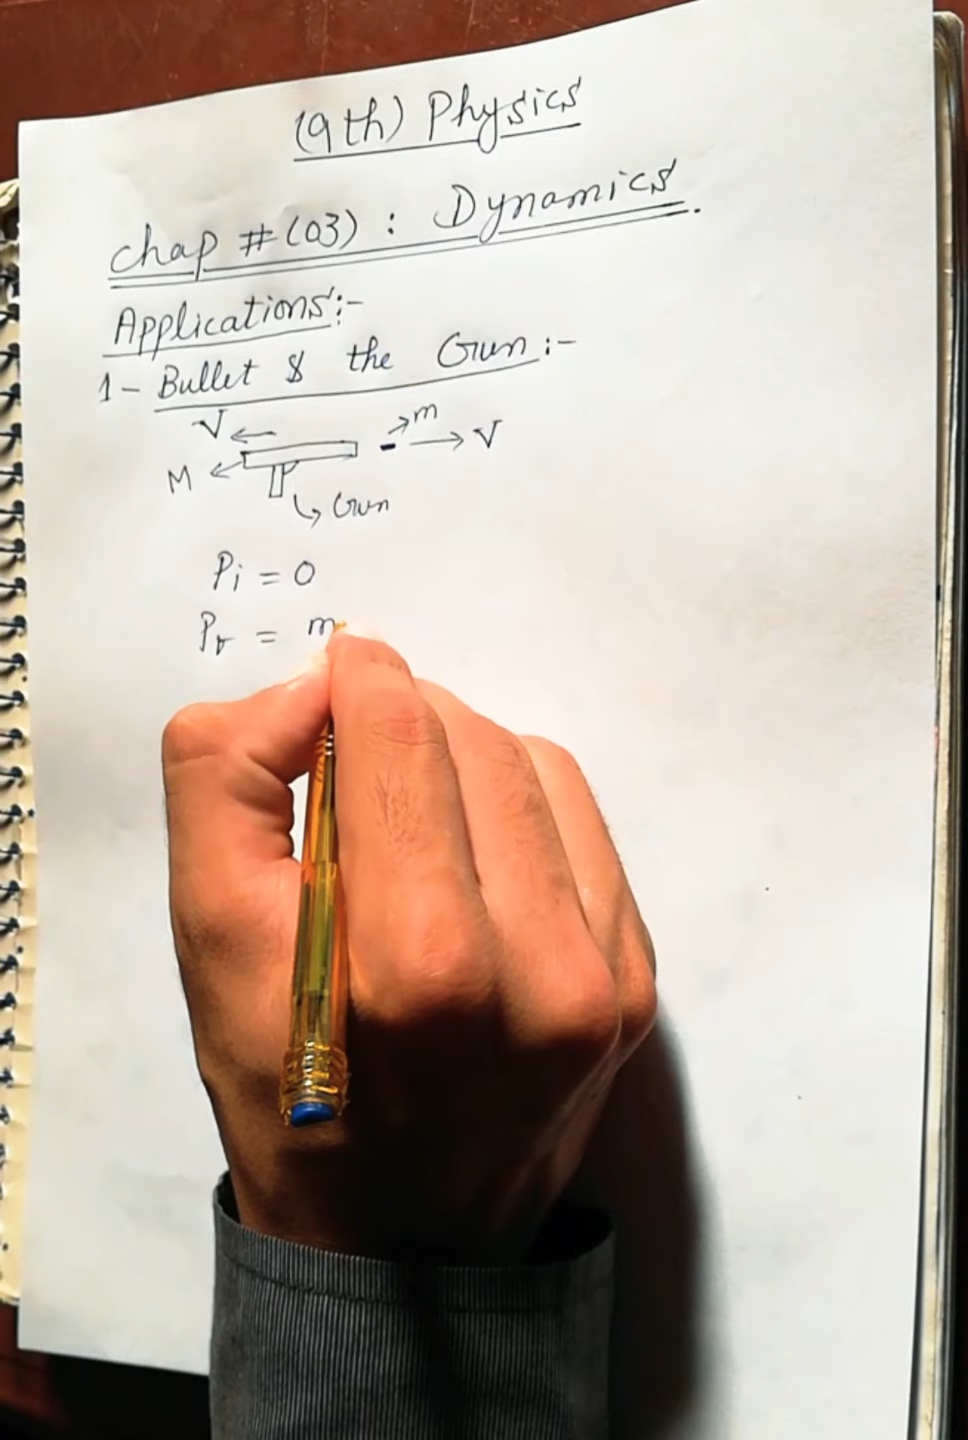 (9th) Physics
Chap # (03) : Dynamics.
Applications:-
1- Bullet & the Gun:-
V ← → m → V
M ←
↳ Gun
Pi = 0
Pf = m